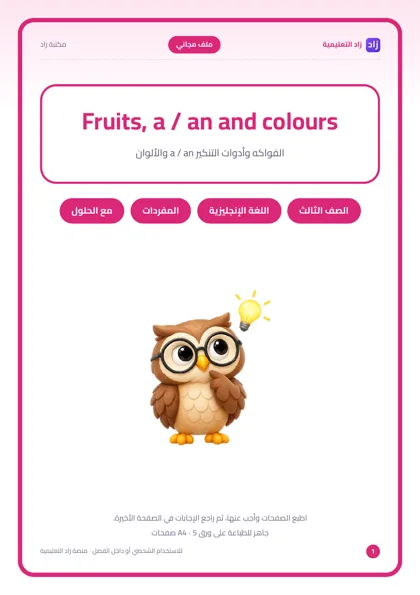 زاد زاد التعليمية
ملف مجاني
مكتبة زاد
Fruits, a / an and colours
الفواكه وأدوات التنكير a / an والألوان
الصف الثالث
اللغة الإنجليزية
المفردات
مع الحلول
اطبع الصفحات وأجب عنها، ثم راجع الإجابات في الصفحة الأخيرة.
جاهز للطباعة على ورق A4 · 5 صفحات
1
للاستخدام الشخصي أو داخل الفصل · منصة زاد التعليمية